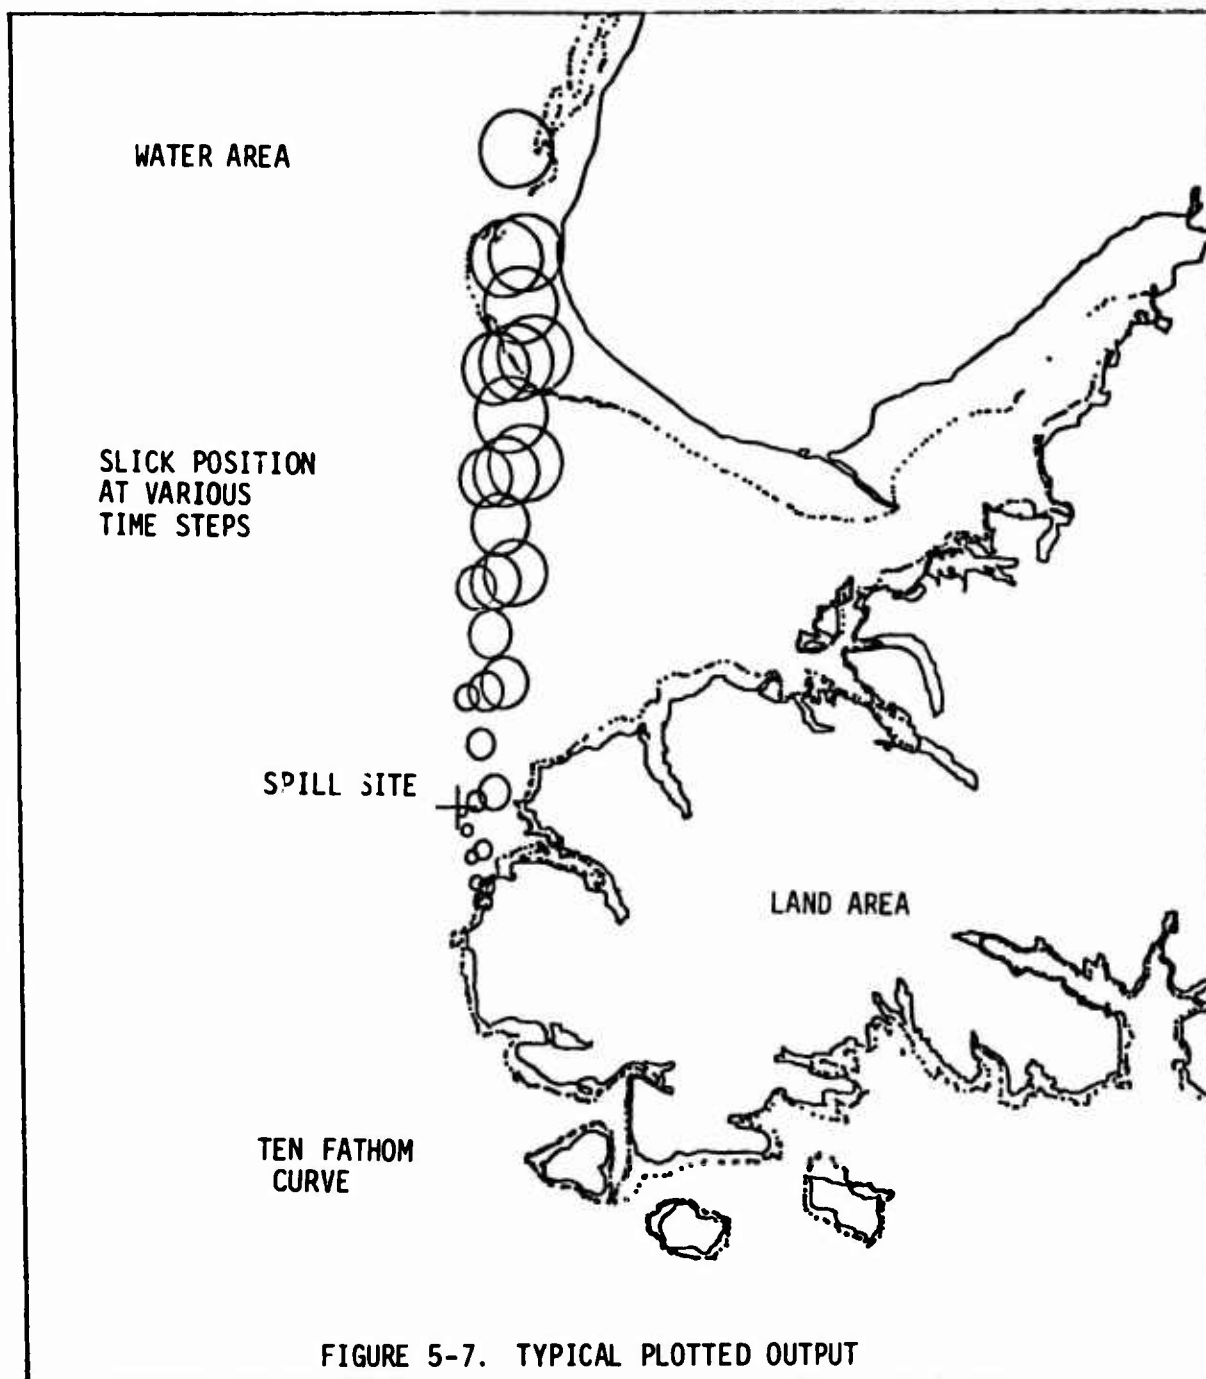 WATER AREA
SLICK POSITION
AT VARIOUS
TIME STEPS
SPILL SITE
LAND AREA
TEN FATHOM
CURVE
FIGURE 5-7. TYPICAL PLOTTED OUTPUT